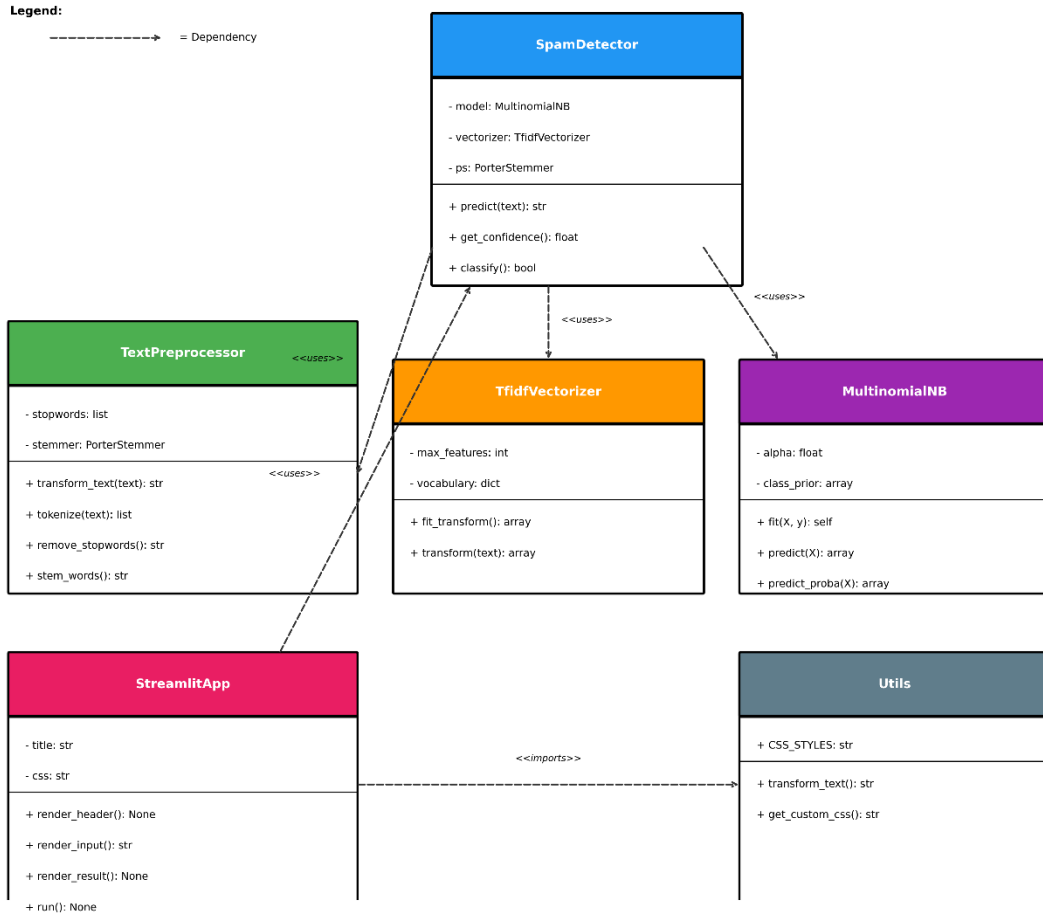 Legend:
= Dependency
SpamDetector
- model: MultinomialNB
- vectorizer: TfidfVectorizer
- ps: PorterStemmer
+ predict(text): str
+ get_confidence(): float
+ classify(): bool
<<uses>>
<<uses>>
<<uses>>
<<uses>>
TextPreprocessor
- stopwords: list
- stemmer: PorterStemmer
+ transform_text(text): str
+ tokenize(text): list
+ remove_stopwords(): str
+ stem_words(): str
TfidfVectorizer
- max_features: int
- vocabulary: dict
+ fit_transform(): array
+ transform(text): array
MultinomialNB
- alpha: float
- class_prior: array
+ fit(X, y): self
+ predict(X): array
+ predict_proba(X): array
StreamlitApp
- title: str
- css: str
+ render_header(): None
+ render_input(): str
+ render_result(): None
+ run(): None
<<imports>>
Utils
+ CSS_STYLES: str
+ transform_text(): str
+ get_custom_css(): str